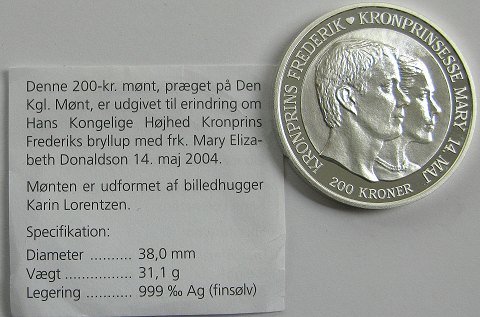 Denne 200-kr. mønt, præget på Den
Kgl. Mønt, er udgivet til erindring om
Hans Kongelige Højhed Kronprins
Frederiks bryllup med frk. Mary Eliza-
beth Donaldson 14. maj 2004.
Mønten er udformet af billedhugger
Karin Lorentzen.
Specifikation:
Diameter .......... 38,0 mm
Vægt ................ 31,1 g
Legering ........... 999 ‰ Ag (finsølv)
KRONPRINS FREDERIK ♥ KRONPRINSESSE MARY 14. MAJ
200 KRONER